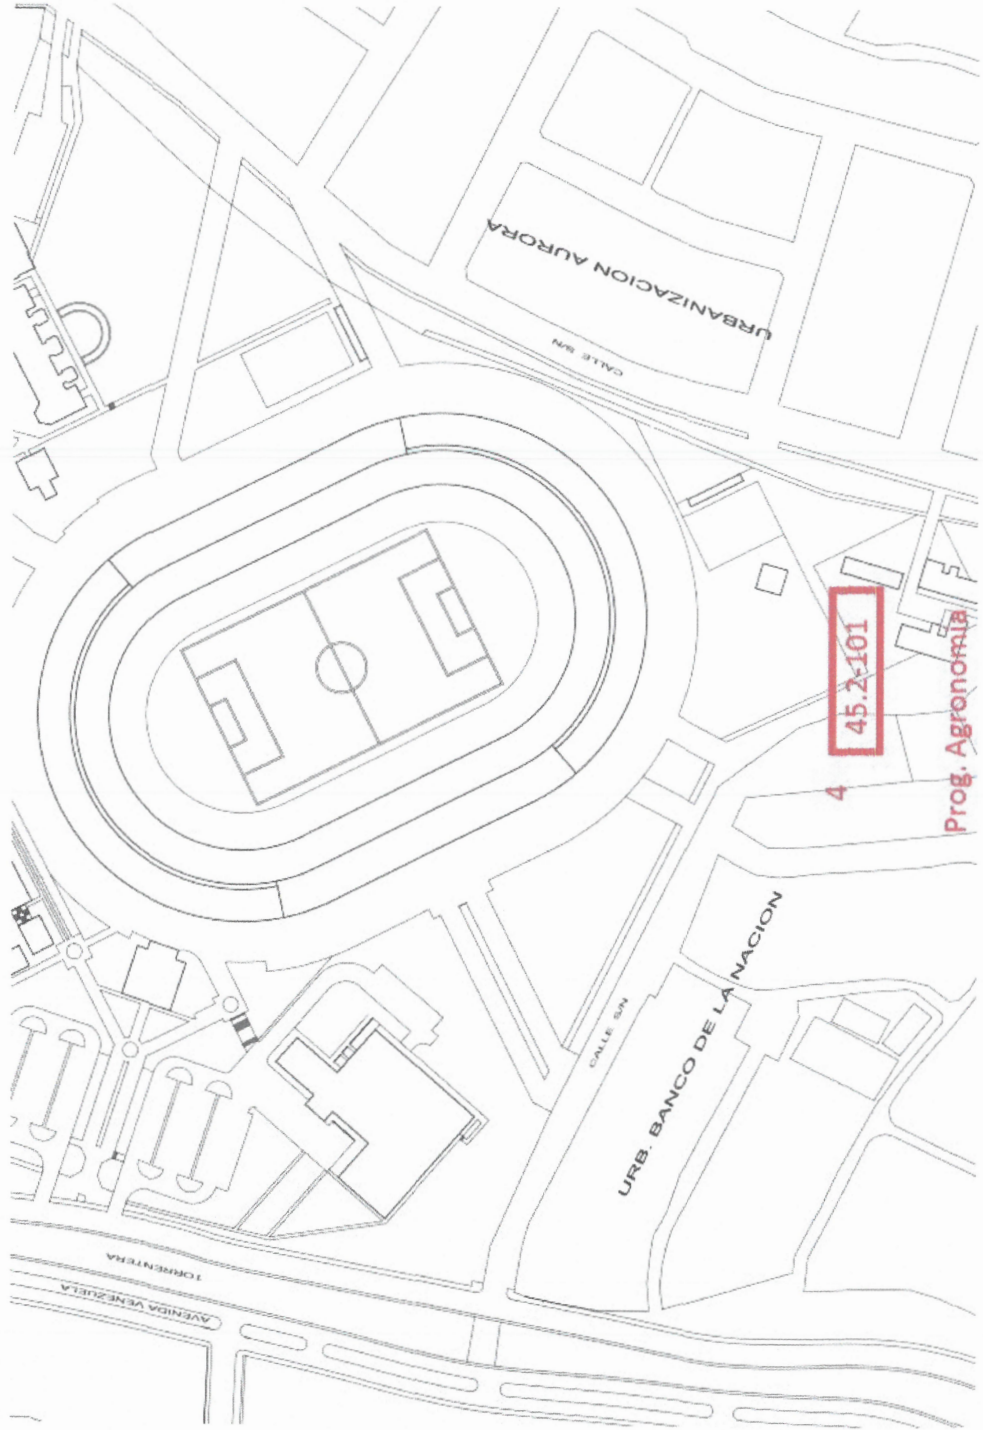 URBANIZACION AURORA
CALLE S/N
4
45.2-101
Prog. Agronomia
CALLE S/N
URB. BANCO DE LA NACION
TORRENTERA
AVENIDA VENEZUELA